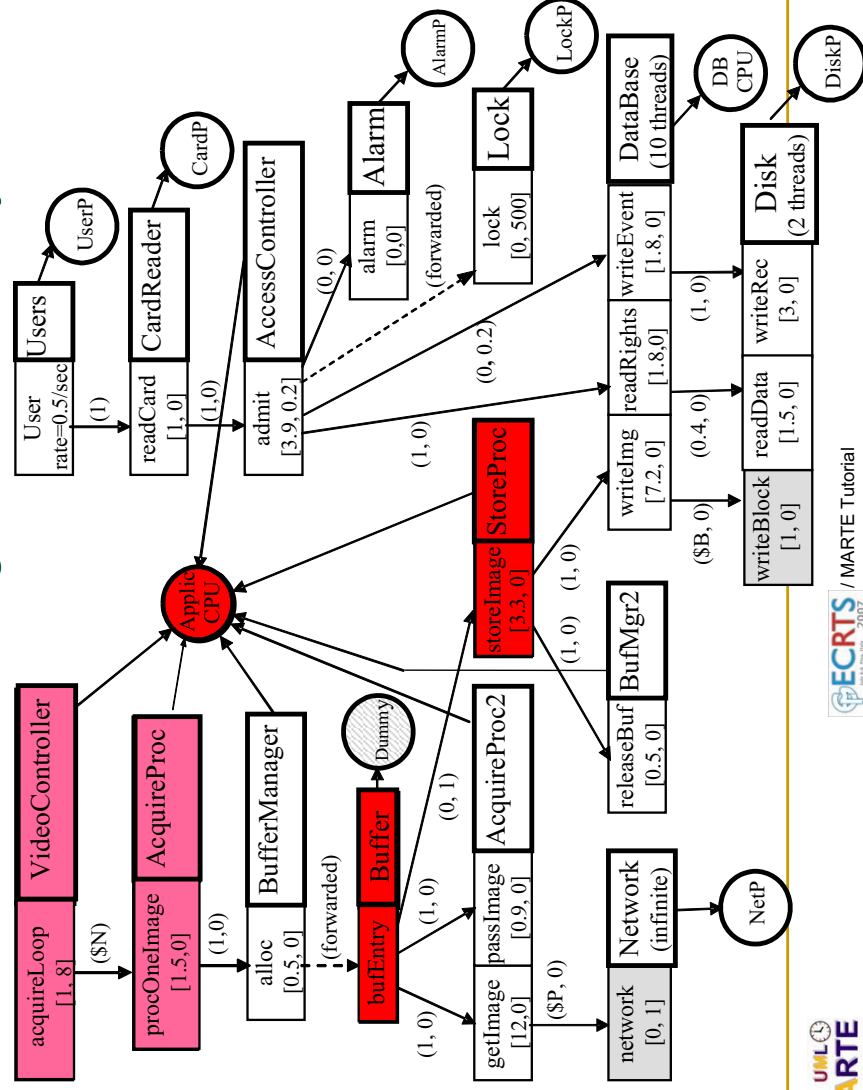 User
rate=0.5/sec
Users
UserP
(1)
readCard
[1, 0]
CardReader
CardP
(1,0)
admit
[3.9, 0.2]
AccessController
(0, 0)
alarm
[0,0]
Alarm
AlarmP
(forwarded)
lock
[0, 500]
Lock
LockP
(1, 0)
(0, 0.2)
acquireLoop
[1, 8]
VideoController
($N)
procOneImage
[1.5,0]
AcquireProc
(1,0)
alloc
[0.5, 0]
BufferManager
(forwarded)
bufEntry
Buffer
Dummy
Applic
CPU
(1, 0)
(1, 0)
(0, 1)
getImage
[12,0]
passImage
[0.9, 0]
AcquireProc2
($P, 0)
network
[0, 1]
Network
(infinite)
NetP
storeImage
[3.3, 0]
StoreProc
(1, 0)
(1, 0)
releaseBuf
[0.5, 0]
BufMgr2
writeImg
[7.2, 0]
readRights
[1.8,0]
writeEvent
[1.8, 0]
DataBase
(10 threads)
DB
CPU
($B, 0)
(0.4, 0)
(1, 0)
writeBlock
[1, 0]
readData
[1.5, 0]
writeRec
[3, 0]
Disk
(2 threads)
DiskP
UML
ARTE
ECRTS
2007
/ MARTE Tutorial